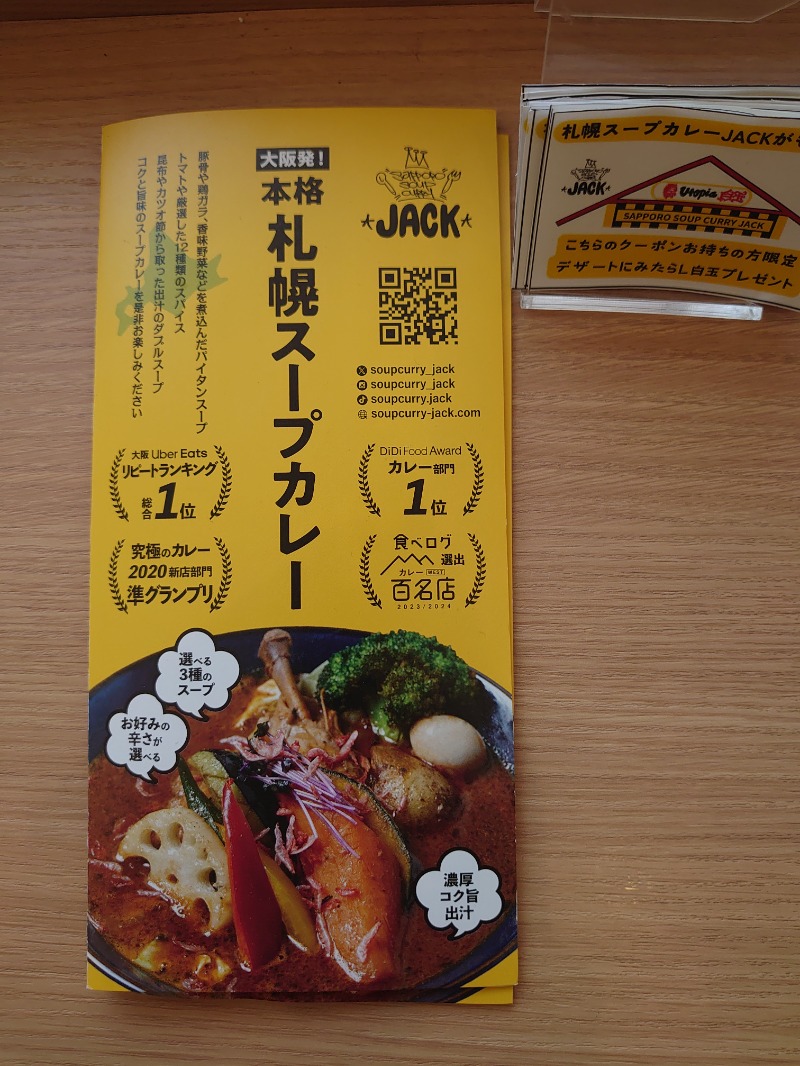 大阪発!
本格
札幌スープカレー
豚骨や鶏ガラ、香味野菜などを煮込んだパイタンスープ
トマトや厳選した12種類のスパイス
昆布やカツオ節から取った出汁のダブルスープ
コクと旨味のスープカレーを是非お楽しみください
SAPPORO
SOUP
CURRY
JACK
soupcurry_jack
soupcurry_jack
soupcurry.jack
soupcurry-jack.com
大阪 Uber Eats
リピートランキング
総合1位
DiDi Food Award
カレー部門
1位
究極のカレー
2020 新店部門
準グランプリ
食べログ
選出
カレー WEST
百名店
2023/2024
選べる
3種の
スープ
お好みの
辛さが
選べる
濃厚
コク旨
出汁
札幌スープカレーJACKが
JACK
Utopia
SAPPORO SOUP CURRY JACK
こちらのクーポンお持ちの方限定
デザートにみたらし白玉プレゼント